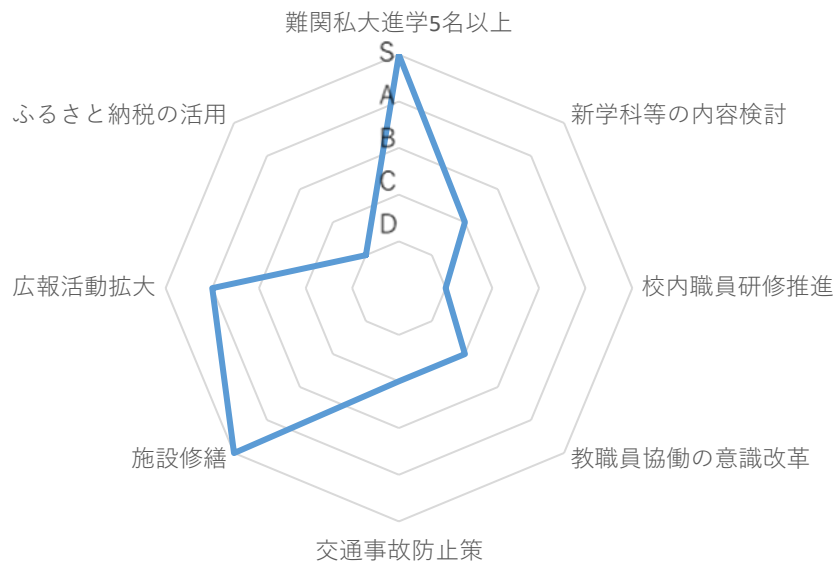 難関私大進学5名以上
S
ふるさと納税の活用
A
新学科等の内容検討
B
C
D
広報活動拡大
校内職員研修推進
施設修繕
教職員協働の意識改革
交通事故防止策